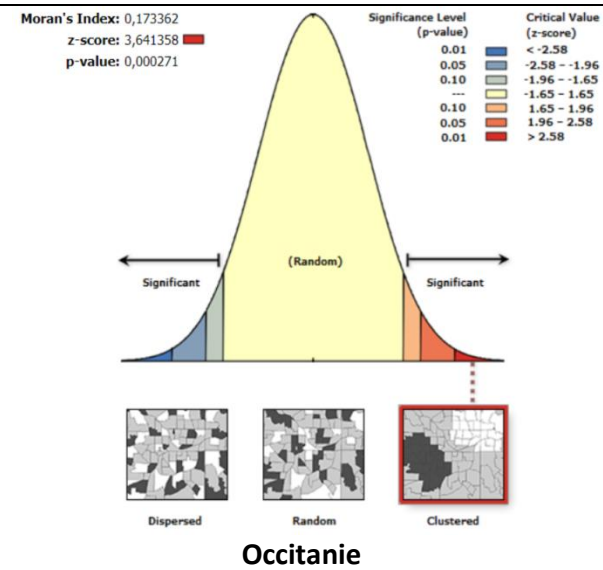 Moran's Index: 0,173362
z-score: 3,641358
p-value: 0,000271
Significance Level
(p-value)
Critical Value
(z-score)
0.01 < -2.58
0.05 -2.58 – -1.96
0.10 -1.96 – -1.65
--- -1.65 – 1.65
0.10 1.65 – 1.96
0.05 1.96 – 2.58
0.01 > 2.58
(Random)
Significant Significant
Dispersed Random Clustered
Occitanie